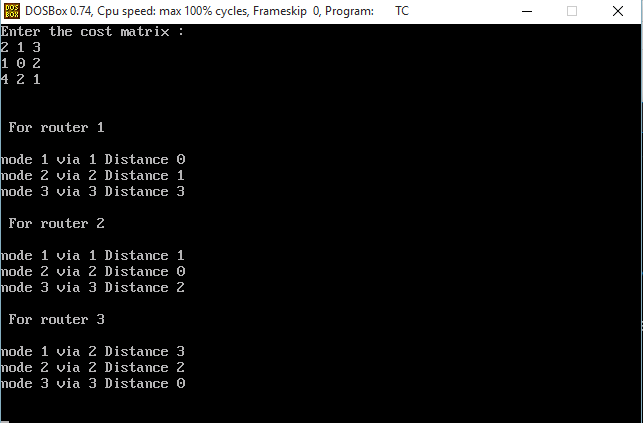 DOSBox 0.74, Cpu speed: max 100% cycles, Frameskip 0, Program: TC
Enter the cost matrix :
2 1 3
1 0 2
4 2 1
For router 1
node 1 via 1 Distance 0
node 2 via 2 Distance 1
node 3 via 3 Distance 3
For router 2
node 1 via 1 Distance 1
node 2 via 2 Distance 0
node 3 via 3 Distance 2
For router 3
node 1 via 2 Distance 3
node 2 via 2 Distance 2
node 3 via 3 Distance 0